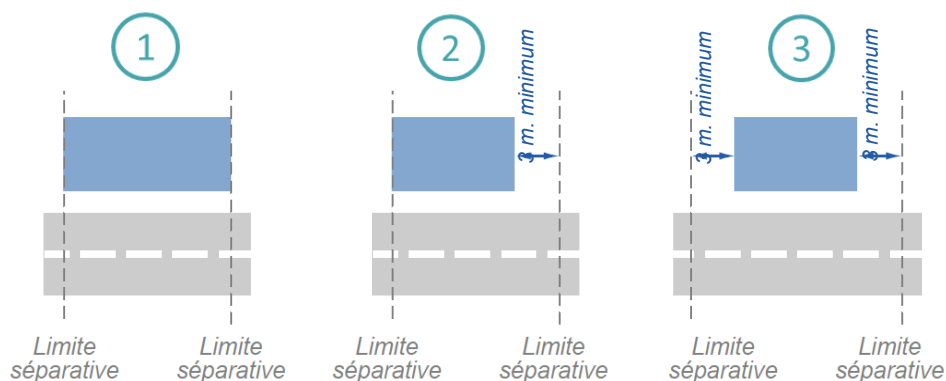 1
2
3
3 m. minimum
3 m. minimum
3 m. minimum
Limite
séparative
Limite
séparative
Limite
séparative
Limite
séparative
Limite
séparative
Limite
séparative